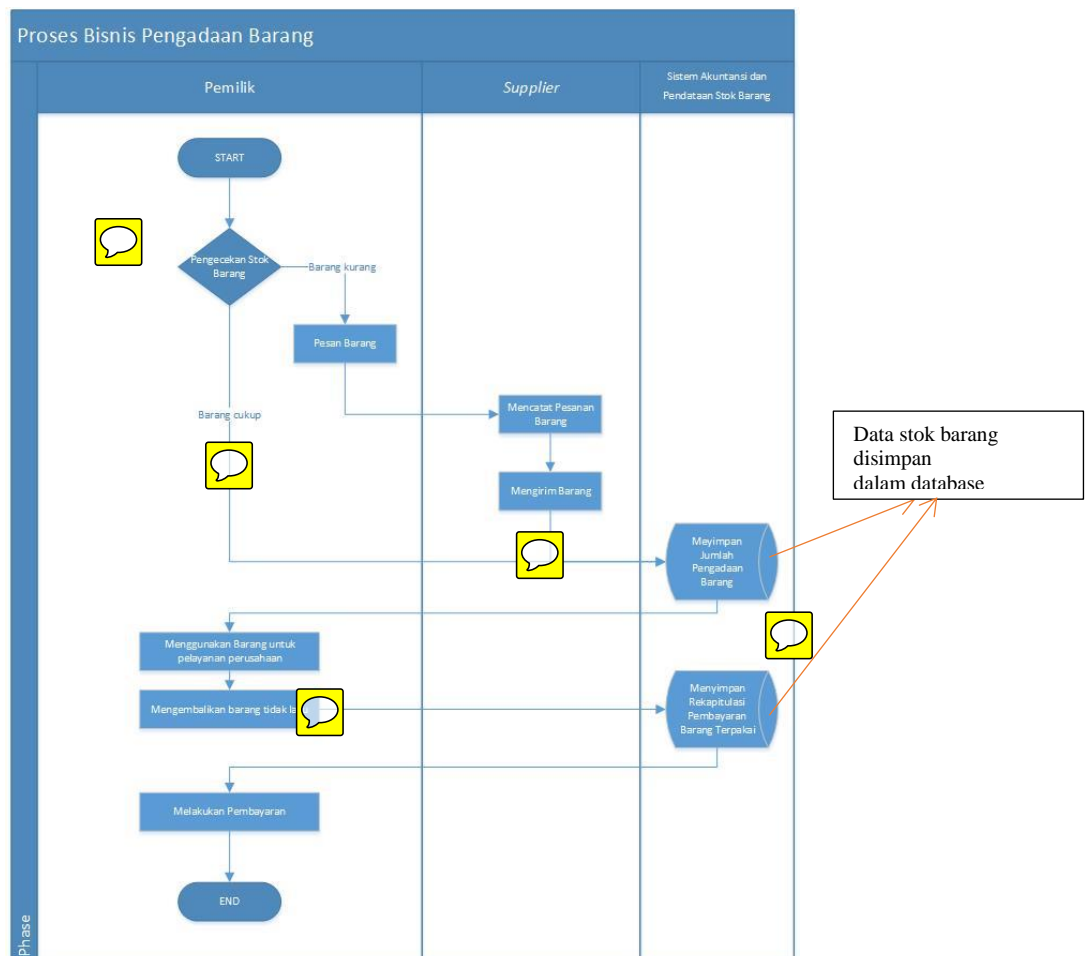 Proses Bisnis Pengadaan Barang
Pemilik
Supplier
Sistem Akuntansi dan
Pendataan Stok Barang
START
Pengecekan Stok
Barang
Barang kurang
Pesan Barang
Barang cukup
Mencatat Pesanan
Barang
Mengirim Barang
Meyimpan
Jumlah
Pengadaan
Barang
Data stok barang
disimpan
dalam database
Menggunakan Barang untuk
pelayanan perusahaan
Mengembalikan barang tidak
Menyimpan
Rekapitulasi
Pembayaran
Barang Terpakai
Melakukan Pembayaran
END
Phase